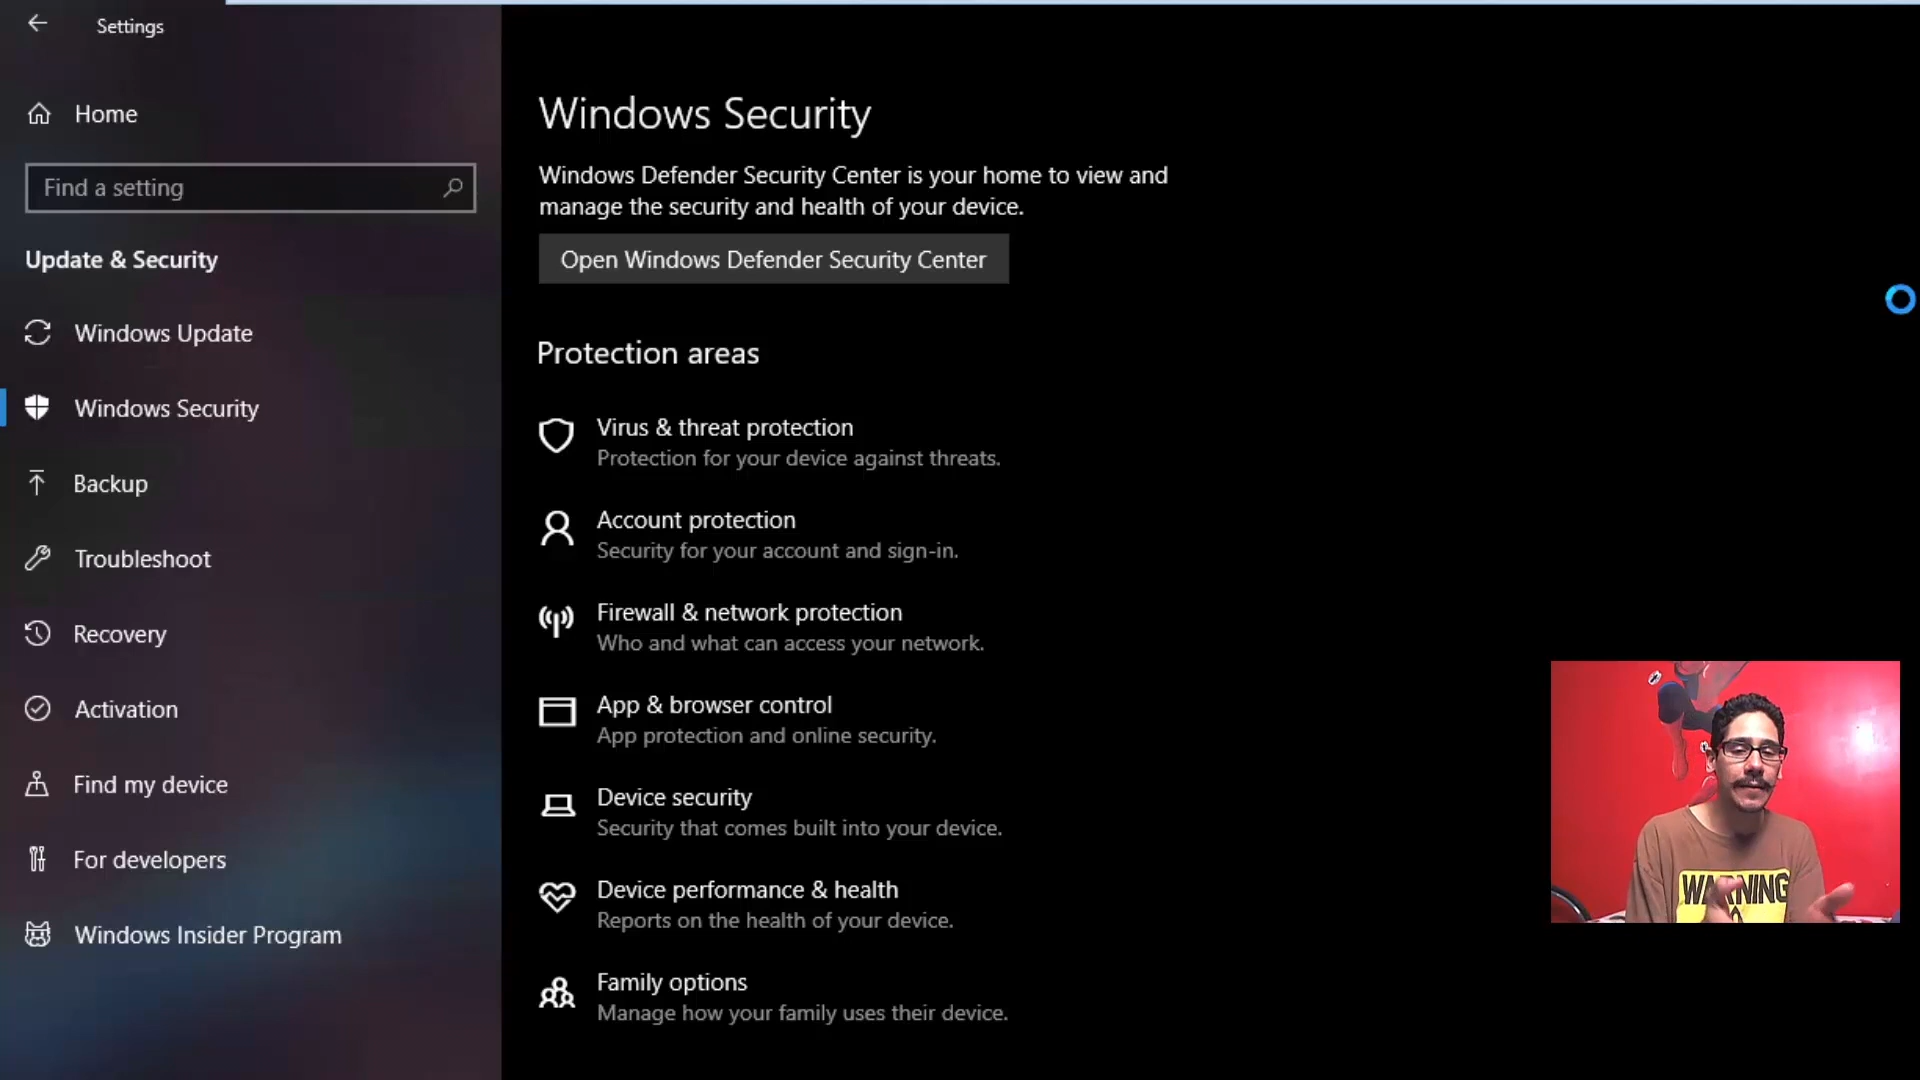 Settings
Home
Find a setting
Update & Security
Windows Update
Windows Security
Backup
Troubleshoot
Recovery
Activation
Find my device
For developers
Windows Insider Program
Windows Security
Windows Defender Security Center is your home to view and
manage the security and health of your device.
Open Windows Defender Security Center
Protection areas
Virus & threat protection
Protection for your device against threats.
Account protection
Security for your account and sign-in.
Firewall & network protection
Who and what can access your network.
App & browser control
App protection and online security.
Device security
Security that comes built into your device.
Device performance & health
Reports on the health of your device.
Family options
Manage how your family uses their device.
WARNING